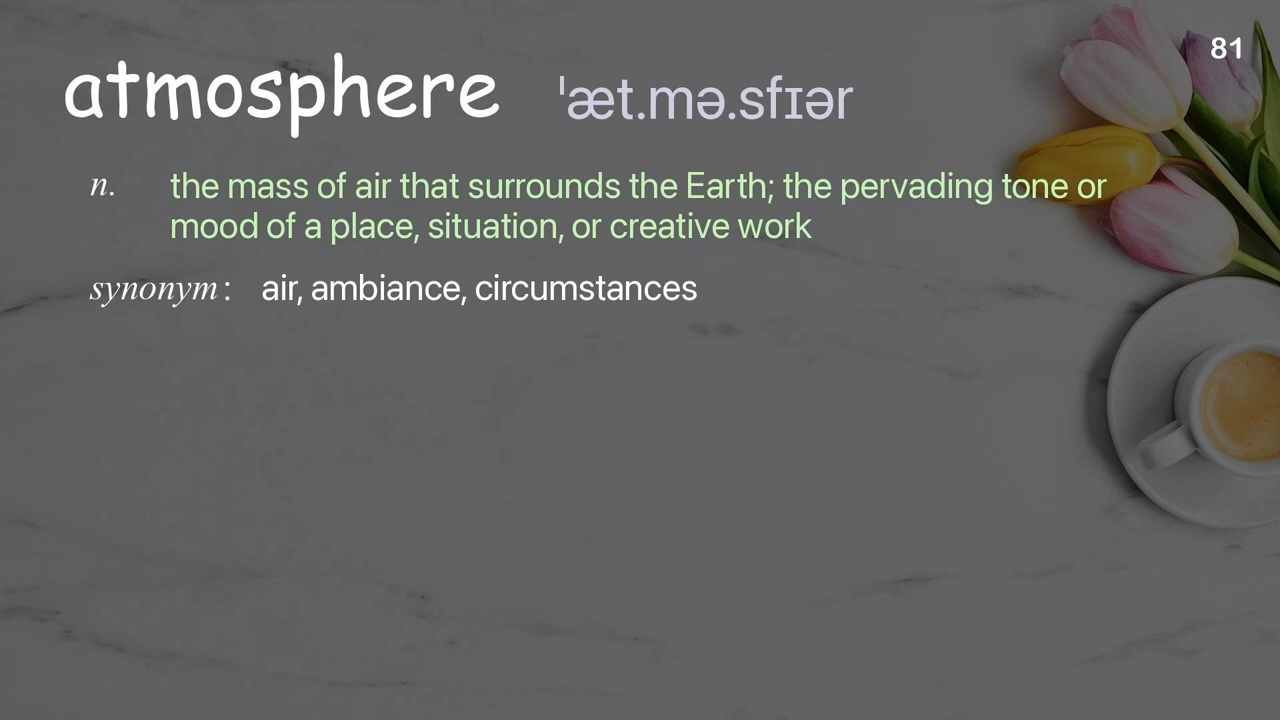 81
atmosphere ˈæt.mə.sfɪər
n. the mass of air that surrounds the Earth; the pervading tone or
mood of a place, situation, or creative work
synonym: air, ambiance, circumstances